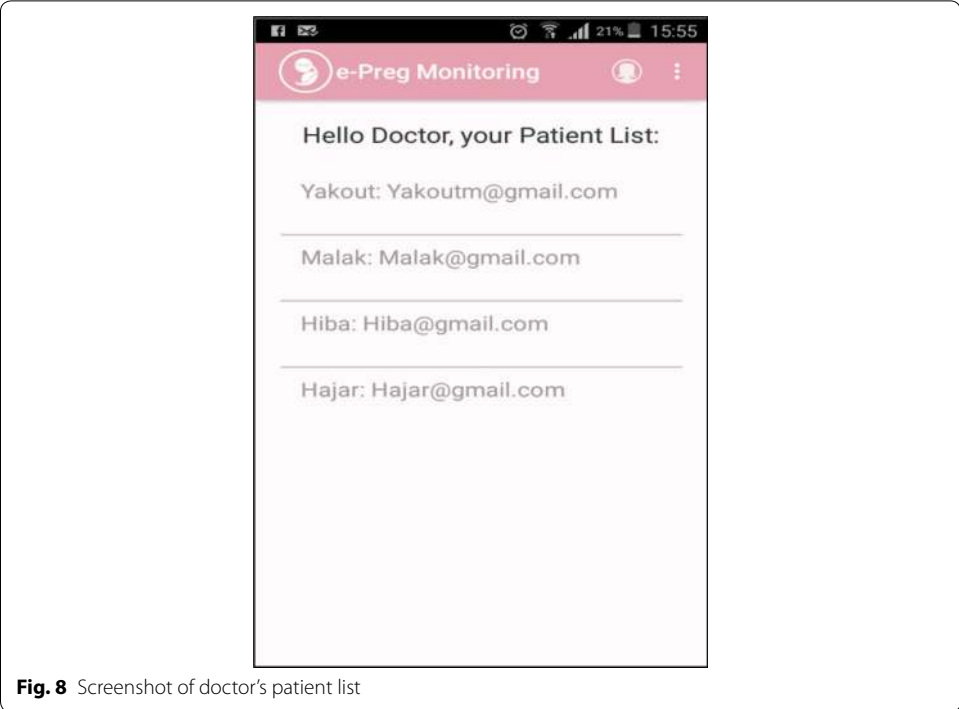 21% 15:55
e-Preg Monitoring
Hello Doctor, your Patient List:
Yakout: Yakoutm@gmail.com
Malak: Malak@gmail.com
Hiba: Hiba@gmail.com
Hajar: Hajar@gmail.com
Fig. 8 Screenshot of doctor's patient list